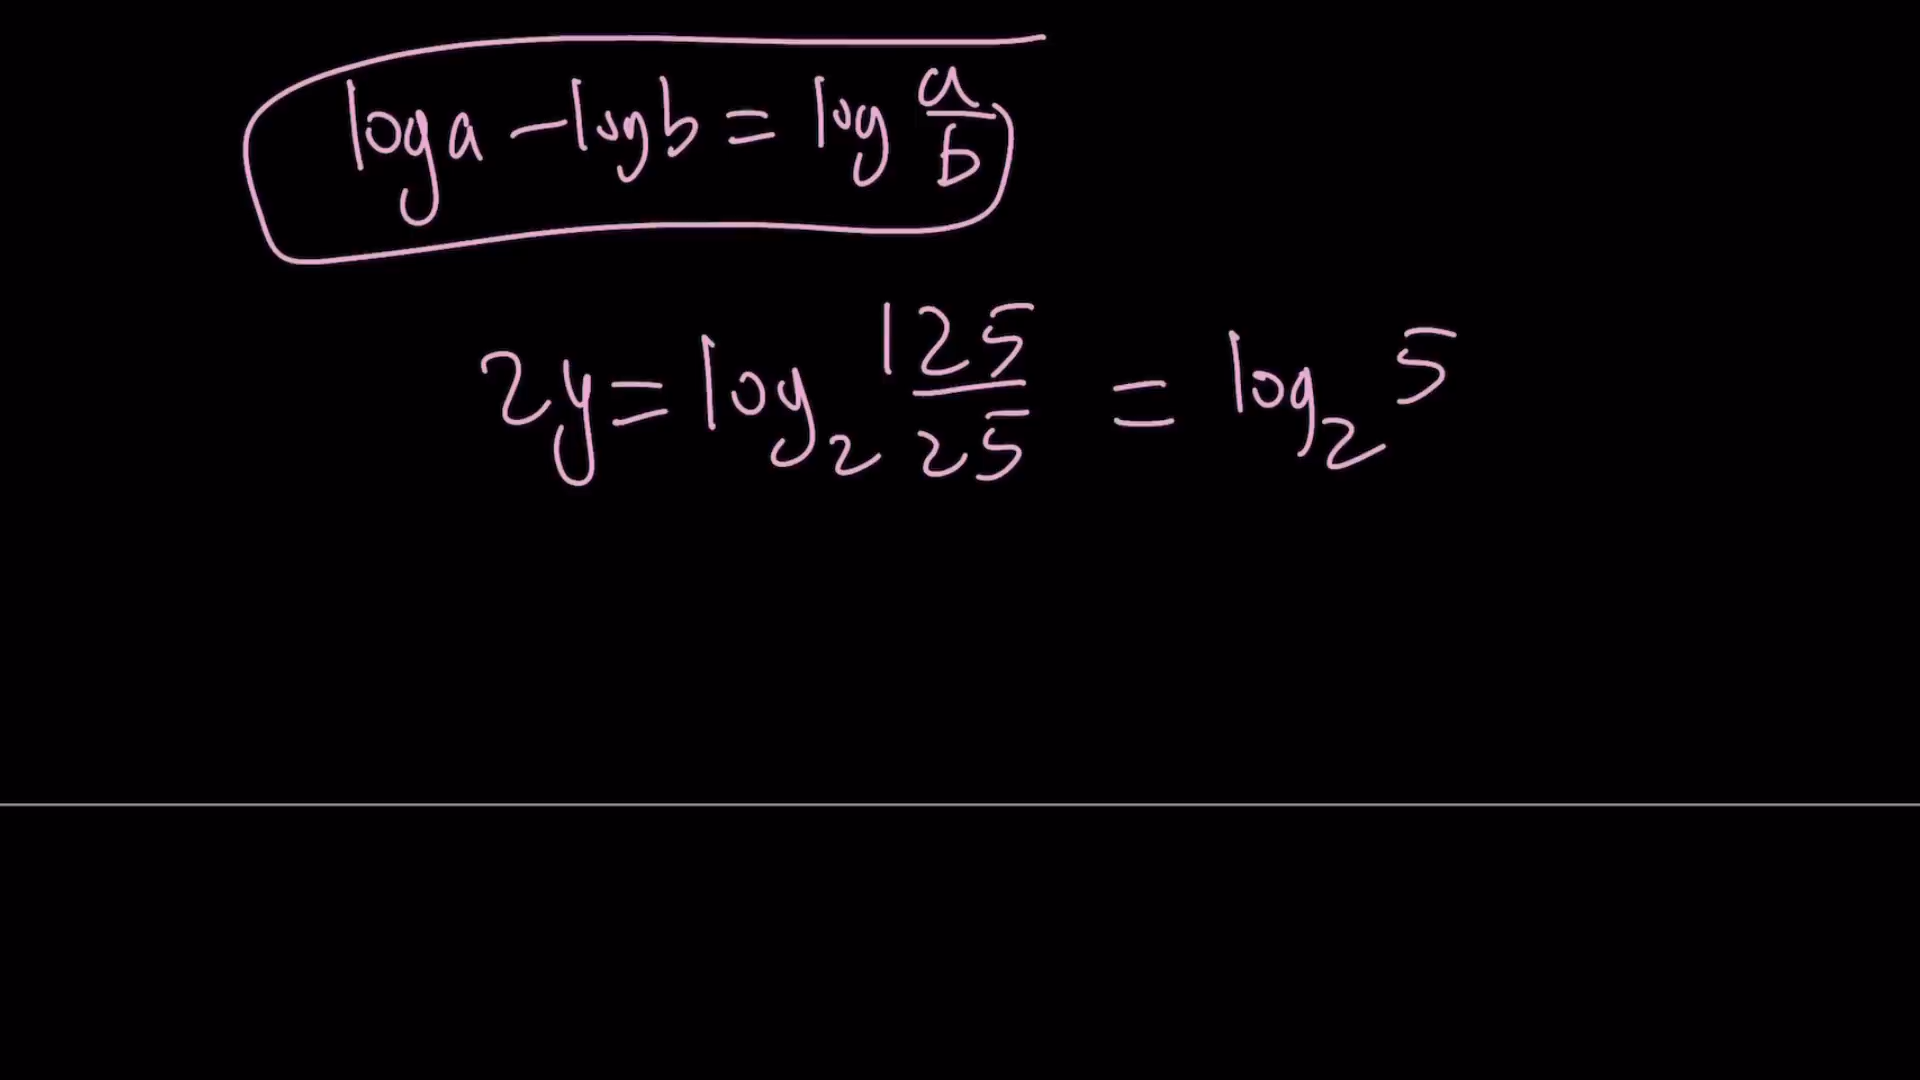 log a - log b = log a/b
2y = log₂ 125/25 = log₂ 5